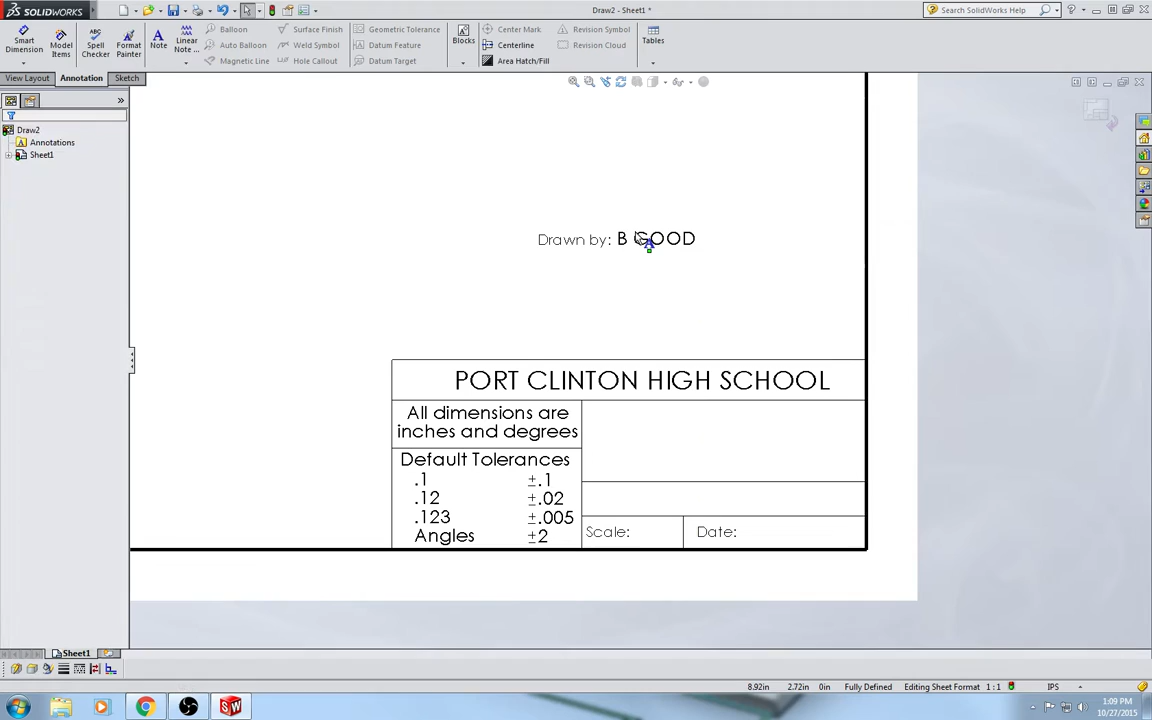 SOLIDWORKS
Draw2 - Sheet1 *
Search SolidWorks Help
Smart Dimension
Model Items
Spell Checker
Format Painter
Note
Linear Note ...
Balloon
Auto Balloon
Magnetic Line
Surface Finish
Weld Symbol
Hole Callout
Geometric Tolerance
Datum Feature
Datum Target
Blocks
Center Mark
Centerline
Area Hatch/Fill
Revision Symbol
Revision Cloud
Tables
View Layout
Annotation
Sketch
Draw2
Annotations
Sheet1
Drawn by: B GOOD
PORT CLINTON HIGH SCHOOL
All dimensions are
inches and degrees
Default Tolerances
.1 ±.1
.12 ±.02
.123 ±.005
Angles ±2
Scale:
Date:
Sheet1
8.92in 2.72in 0in Fully Defined Editing Sheet Format 1 : 1 IPS
1:09 PM
10/27/2015